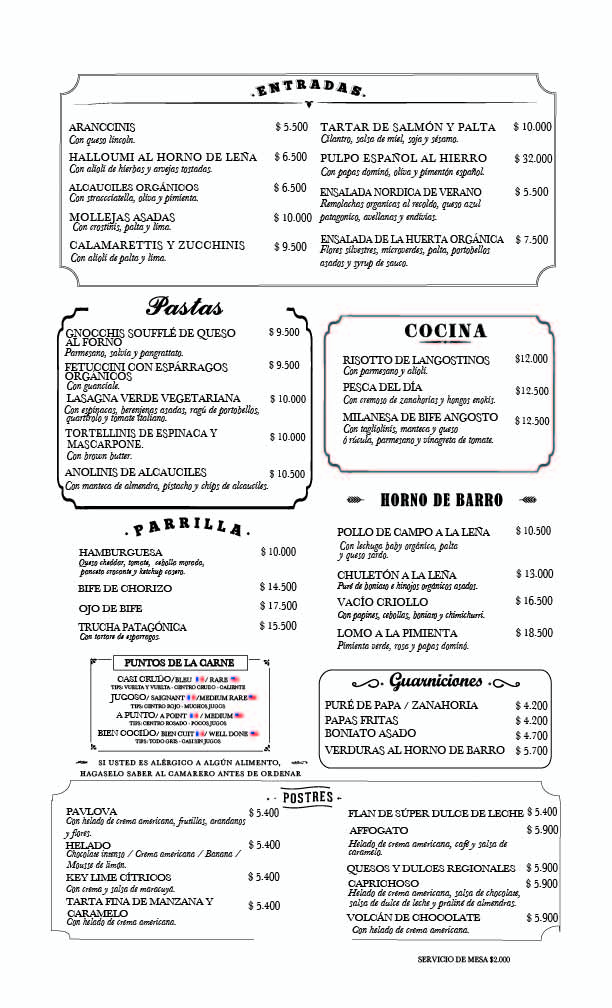 .ENTRADAS.
ARANCCINIS $ 5.500
Con queso lincoln.
HALLOUMI AL HORNO DE LEÑA $ 6.500
Con alioli de hierbas y arvejas tostadas.
ALCAUCILES ORGÁNICOS $ 6.500
Con straccciatella, oliva y pimienta.
MOLLEJAS ASADAS $ 10.000
Con crostinis, palta y lima.
CALAMARETTIS Y ZUCCHINIS $ 9.500
Con alioli de palta y lima.
TARTAR DE SALMÓN Y PALTA $ 10.000
Cilantro, salsa de miel, soja y sésamo.
PULPO ESPAÑOL AL HIERRO $ 32.000
Con papas dominó, oliva y pimentón español.
ENSALADA NORDICA DE VERANO $ 5.500
Remolachas organicas al recoldo, queso azul
patagonico, avellanas y endivias.
ENSALADA DE LA HUERTA ORGÁNICA $ 7.500
Flores silvestres, microverdes, palta, portobellos
asados y syrup de sauco.
Pastas
GNOCCHIS SOUFFLÉ DE QUESO $ 9.500
AL FORNO
Parmesano, salvia y pangrattato.
FETUCCINI CON ESPÁRRAGOS $ 9.500
ORGANICOS
Con guanciale.
LASAGNA VERDE VEGETARIANA $ 10.000
Con espinacas, berenjenas asadas, ragú de portobellos,
quartirolo y tomate italiano.
TORTELLINIS DE ESPINACA Y $ 10.000
MASCARPONE.
Con brown butter.
ANOLINIS DE ALCAUCILES $ 10.500
Con manteca de almendra, pistacho y chips de alcauciles.
COCINA
RISOTTO DE LANGOSTINOS $12.000
Con parmesano y alioli.
PESCA DEL DÍA $12.500
Con cremoso de zanahorias y hongos enokis.
MILANESA DE BIFE ANGOSTO $ 12.500
Con tagliolinis, manteca y queso
ó rúcula, parmesano y vinagreta de tomate.
. PARRILLA .
HAMBURGUESA $ 10.000
Queso cheddar, tomate, cebolla morada,
panceta crocante y ketchup casero.
BIFE DE CHORIZO $ 14.500
OJO DE BIFE $ 17.500
TRUCHA PATAGÓNICA $ 15.500
Con tartare de esparragos.
HORNO DE BARRO
POLLO DE CAMPO A LA LEÑA $ 10.500
Con lechuga baby orgánica, palta
y queso sardo.
CHULETÓN A LA LEÑA $ 13.000
Puré de boniato e hinojos orgánicos asados.
VACÍO CRIOLLO $ 16.500
Con papines, cebollas, boniato y chimichurri.
LOMO A LA PIMIENTA $ 18.500
Pimienta verde, rosa y papas dominó.
PUNTOS DE LA CARNE
CASI CRUDO/BLEU / RARE
TIPS: VUELTA Y VUELTA - CENTRO CRUDO - CALIENTE
JUGOSO/ SAIGNANT /MEDIUM RARE
TIPS: CENTRO ROJO - MUCHOS JUGOS
A PUNTO/ A POINT / MEDIUM
TIPS: CENTRO ROSADO - POCOS JUGOS
BIEN COCIDO/ BIEN CUIT / WELL DONE
TIPS: TODO GRIS - CASI SIN JUGOS
SI USTED ES ALÉRGICO A ALGÚN ALIMENTO,
HAGASELO SABER AL CAMARERO ANTES DE ORDENAR
Guarniciones
PURÉ DE PAPA / ZANAHORIA $ 4.200
PAPAS FRITAS $ 4.200
BONIATO ASADO $ 4.700
VERDURAS AL HORNO DE BARRO $ 5.700
POSTRES
PAVLOVA $ 5.400
Con helado de crema americana, frutillas, arandanos
y flores.
HELADO $ 5.400
Chocolate intenso / Crema americana / Banana /
Mousse de limón.
KEY LIME CÍTRICOS $ 5.400
Con crema y salsa de maracuyá.
TARTA FINA DE MANZANA Y $ 5.400
CARAMELO
Con helado de crema americana.
FLAN DE SÚPER DULCE DE LECHE $ 5.400
AFFOGATO $ 5.900
Helado de crema americana, café y salsa de
caramelo.
QUESOS Y DULCES REGIONALES $ 5.900
CAPRICHOSO $ 5.900
Helado de crema americana, salsa de chocolate,
salsa de dulce de leche y praliné de almendras.
VOLCÁN DE CHOCOLATE $ 5.900
Con helado de crema americana.
SERVICIO DE MESA $2.000